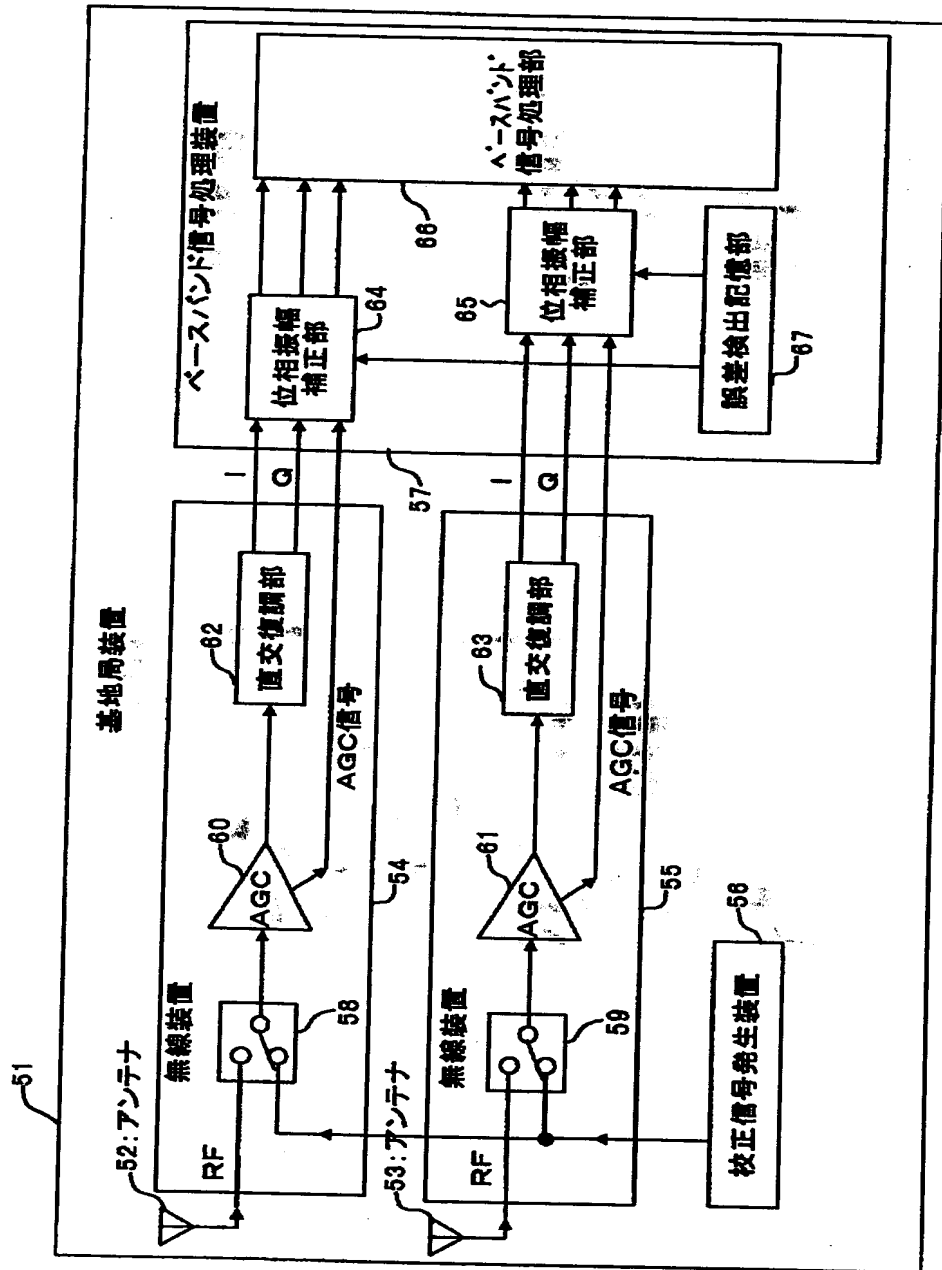 51
基地局装置
52:アンテナ
RF
無線装置
58
60
AGC
AGC信号
62
直交復調部
54
I
Q
57
ベースバンド信号処理装置
64
位相振幅
補正部
66
ベースバンド
信号処理部
53:アンテナ
RF
無線装置
59
61
AGC
AGC信号
63
直交復調部
55
I
Q
65
位相振幅
補正部
誤差検出記憶部
67
校正信号発生装置
56